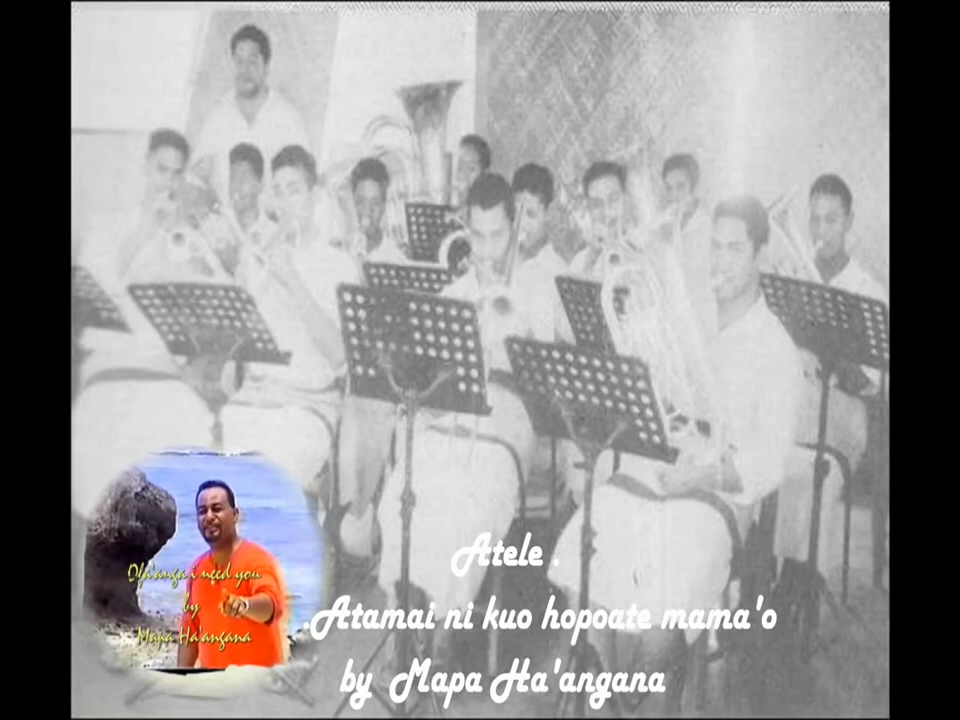 Atele .
.Atamai ni kuo hopoate mama'o
by Mapa Ha'angana
Ofa'anga i need you
by
Mapa Ha'angana